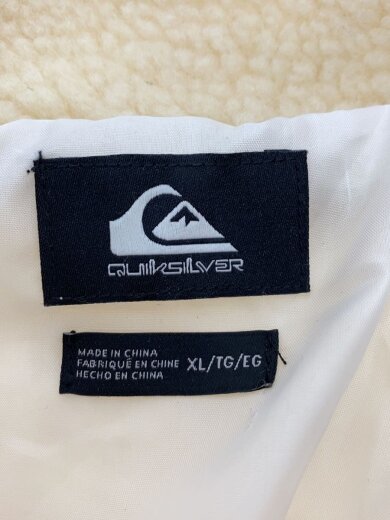 QUIKSILVER
MADE IN CHINA
FABRIQUÉ EN CHINE XL/TG/EG
HECHO EN CHINA